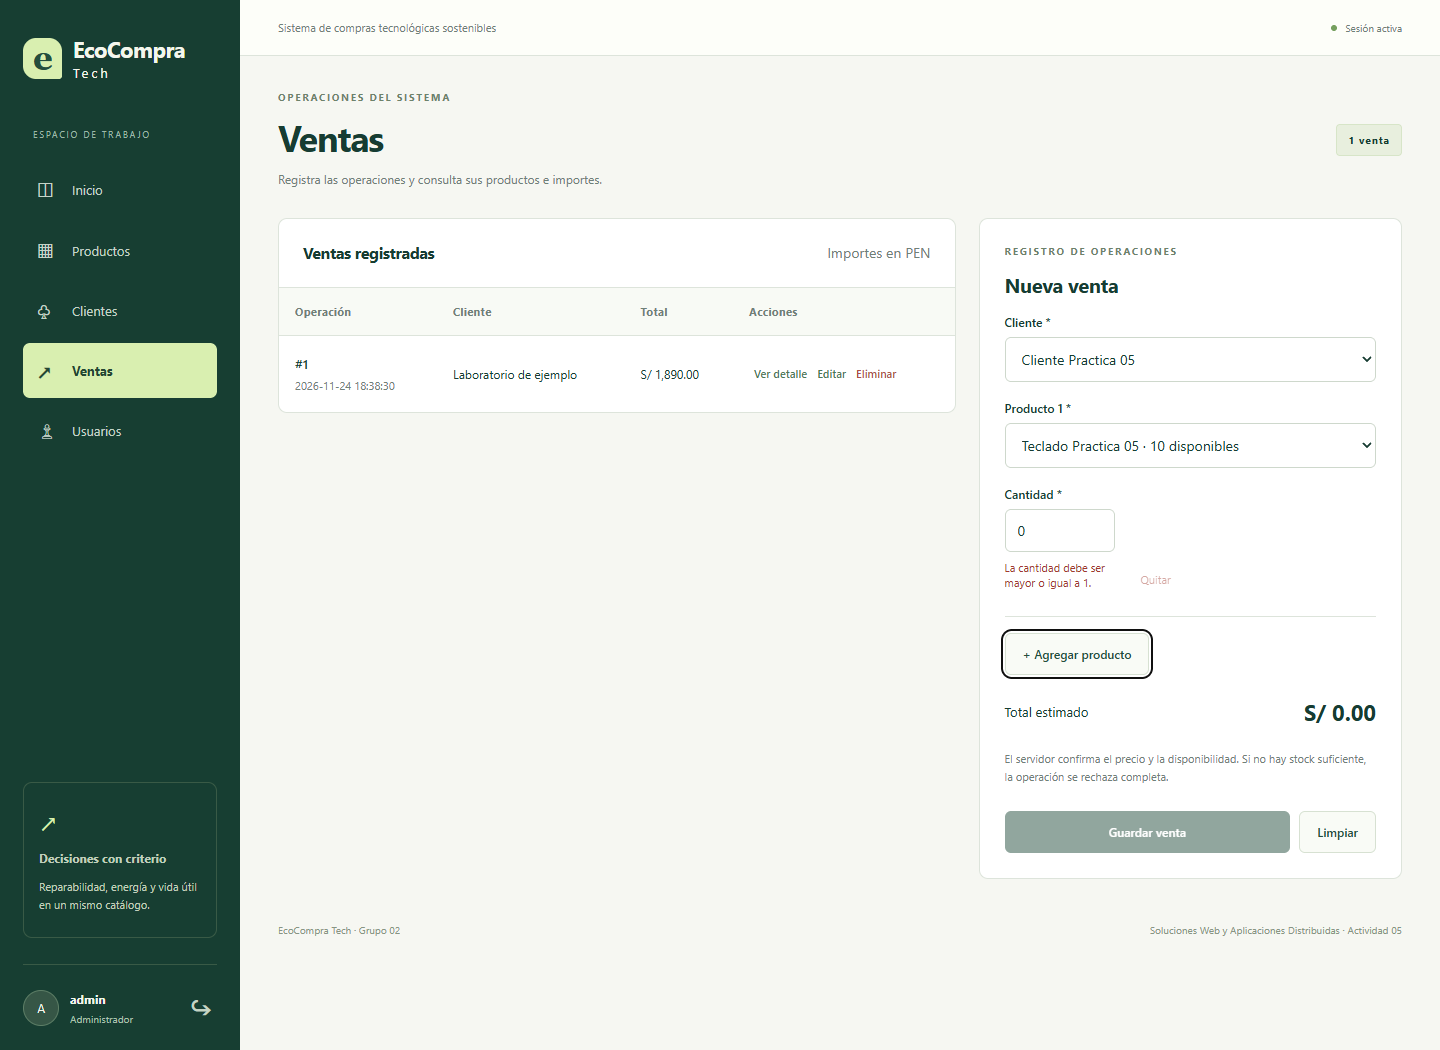 e EcoCompra
Tech
ESPACIO DE TRABAJO
Inicio
Productos
Clientes
Ventas
Usuarios
Decisiones con criterio
Reparabilidad, energía y vida útil
en un mismo catálogo.
A admin
Administrador
Sistema de compras tecnológicas sostenibles
Sesión activa
OPERACIONES DEL SISTEMA
Ventas
1 venta
Registra las operaciones y consulta sus productos e importes.
Ventas registradas
Importes en PEN
Operación Cliente Total Acciones
#1
2026-11-24 18:38:30
Laboratorio de ejemplo S/ 1,890.00 Ver detalle Editar Eliminar
REGISTRO DE OPERACIONES
Nueva venta
Cliente *
Cliente Practica 05
Producto 1 *
Teclado Practica 05 · 10 disponibles
Cantidad *
0
La cantidad debe ser
mayor o igual a 1.
Quitar
+ Agregar producto
Total estimado S/ 0.00
El servidor confirma el precio y la disponibilidad. Si no hay stock suficiente,
la operación se rechaza completa.
Guardar venta Limpiar
EcoCompra Tech · Grupo 02
Soluciones Web y Aplicaciones Distribuidas · Actividad 05